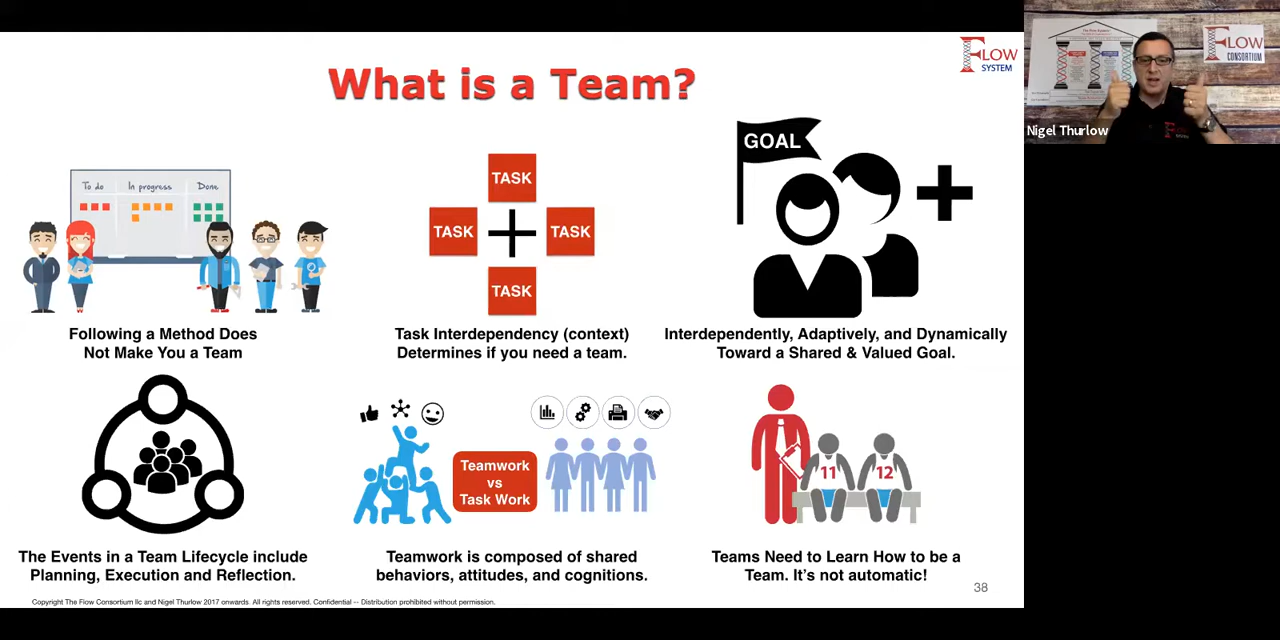 What is a Team?
FLOW
SYSTEM
FLOW
CONSORTIUM
Nigel Thurlow
To do
In progress
Done
TASK
TASK
TASK
TASK
GOAL
Following a Method Does
Not Make You a Team
Task Interdependency (context)
Determines if you need a team.
Interdependently, Adaptively, and Dynamically
Toward a Shared & Valued Goal.
Teamwork
vs
Task Work
11
12
The Events in a Team Lifecycle include
Planning, Execution and Reflection.
Teamwork is composed of shared
behaviors, attitudes, and cognitions.
Teams Need to Learn How to be a
Team. It's not automatic!
38
Copyright The Flow Consortium llc and Nigel Thurlow 2017 onwards. All rights reserved. Confidential -- Distribution prohibited without permission.